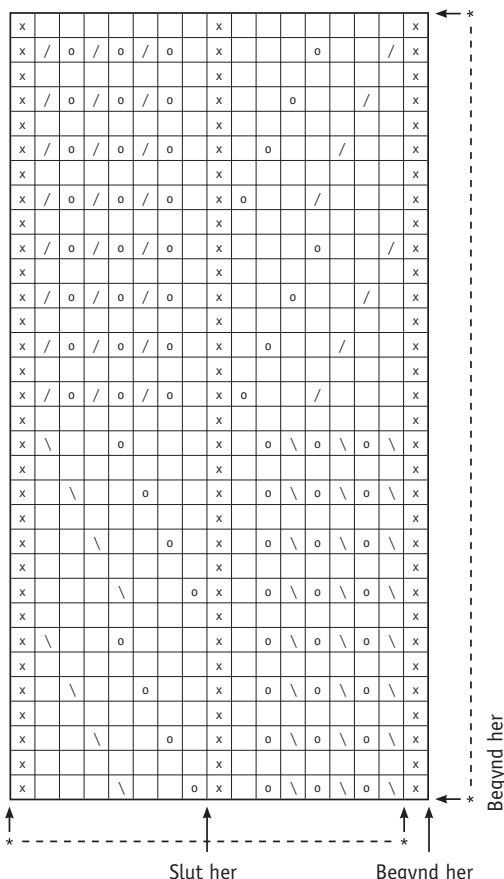 x x x *
x / o / o / o x o / x
x x x
x / o / o / o x o / x
x x x
x / o / o / o x o / x
x x x
x / o / o / o x o / x
x x x
x / o / o / o x o / x
x x x
x / o / o / o x o / x
x x x
x / o / o / o x o / x
x x x
x / o / o / o x o / x
x x x
x \ o x o \ o \ o \ x
x x x
x \ o x o \ o \ o \ x
x x x
x \ o x o \ o \ o \ x
x x x
x \ o x o \ o \ o \ x
x x x
x \ o x o \ o \ o \ x
x x x
x \ o x o \ o \ o \ x
x x x
x \ o x o \ o \ o \ x
x x x
x \ o x o \ o \ o \ x *
Begynd her
* *
Slut her
Begynd her